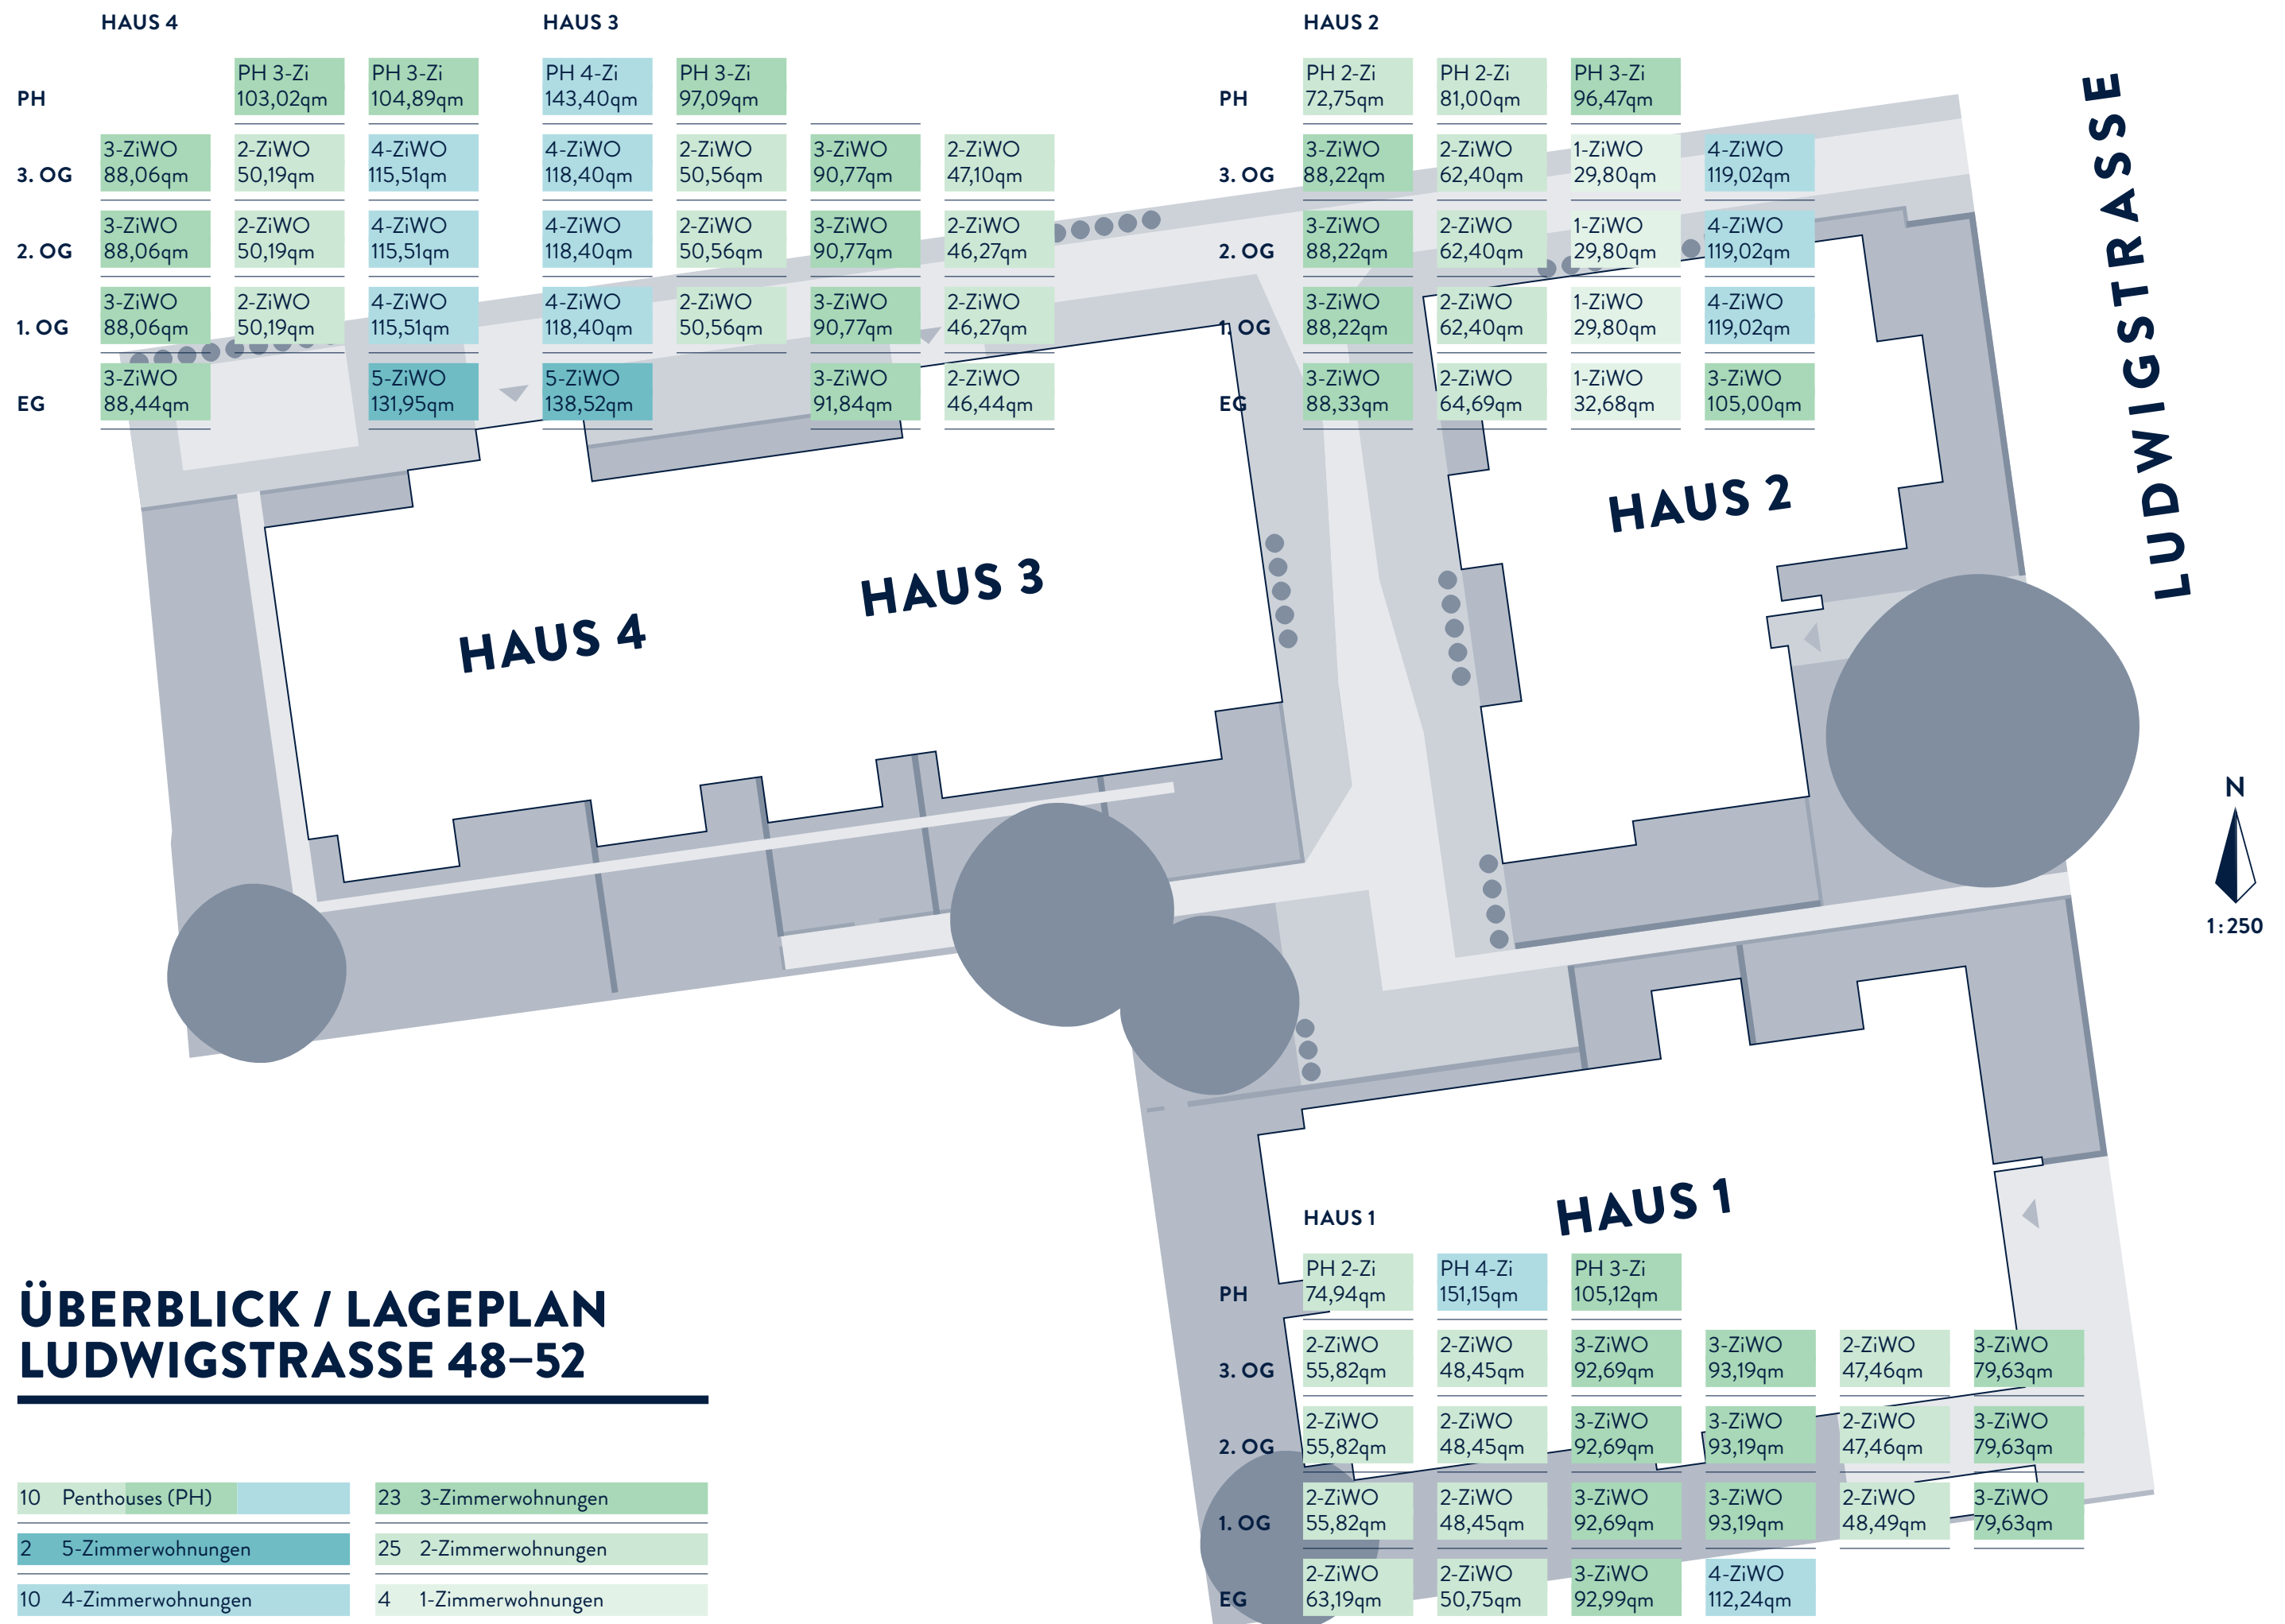 HAUS 4
PH 3-Zi
103,02qm
PH 3-Zi
104,89qm
PH
3-ZiWO
88,06qm
2-ZiWO
50,19qm
4-ZiWO
115,51qm
3. OG
3-ZiWO
88,06qm
2-ZiWO
50,19qm
4-ZiWO
115,51qm
2. OG
3-ZiWO
88,06qm
2-ZiWO
50,19qm
4-ZiWO
115,51qm
1. OG
3-ZiWO
88,44qm
5-ZiWO
131,95qm
EG
HAUS 3
PH 4-Zi
143,40qm
PH 3-Zi
97,09qm
4-ZiWO
118,40qm
2-ZiWO
50,56qm
3-ZiWO
90,77qm
2-ZiWO
47,10qm
4-ZiWO
118,40qm
2-ZiWO
50,56qm
3-ZiWO
90,77qm
2-ZiWO
46,27qm
4-ZiWO
118,40qm
2-ZiWO
50,56qm
3-ZiWO
90,77qm
2-ZiWO
46,27qm
5-ZiWO
138,52qm
3-ZiWO
91,84qm
2-ZiWO
46,44qm
HAUS 2
PH
PH 2-Zi
72,75qm
PH 2-Zi
81,00qm
PH 3-Zi
96,47qm
3. OG
3-ZiWO
88,22qm
2-ZiWO
62,40qm
1-ZiWO
29,80qm
4-ZiWO
119,02qm
2. OG
3-ZiWO
88,22qm
2-ZiWO
62,40qm
1-ZiWO
29,80qm
4-ZiWO
119,02qm
1. OG
3-ZiWO
88,22qm
2-ZiWO
62,40qm
1-ZiWO
29,80qm
4-ZiWO
119,02qm
EG
3-ZiWO
88,33qm
2-ZiWO
64,69qm
1-ZiWO
32,68qm
3-ZiWO
105,00qm
LUDWIGSTRASSE
HAUS 2
HAUS 3
HAUS 4
N
1:250
HAUS 1
HAUS 1
PH
PH 2-Zi
74,94qm
PH 4-Zi
151,15qm
PH 3-Zi
105,12qm
3. OG
2-ZiWO
55,82qm
2-ZiWO
48,45qm
3-ZiWO
92,69qm
3-ZiWO
93,19qm
2-ZiWO
47,46qm
3-ZiWO
79,63qm
2. OG
2-ZiWO
55,82qm
2-ZiWO
48,45qm
3-ZiWO
92,69qm
3-ZiWO
93,19qm
2-ZiWO
47,46qm
3-ZiWO
79,63qm
1. OG
2-ZiWO
55,82qm
2-ZiWO
48,45qm
3-ZiWO
92,69qm
3-ZiWO
93,19qm
2-ZiWO
48,49qm
3-ZiWO
79,63qm
EG
2-ZiWO
63,19qm
2-ZiWO
50,75qm
3-ZiWO
92,99qm
4-ZiWO
112,24qm
ÜBERBLICK / LAGEPLAN
LUDWIGSTRASSE 48–52
10 Penthouses (PH)
2 5-Zimmerwohnungen
10 4-Zimmerwohnungen
23 3-Zimmerwohnungen
25 2-Zimmerwohnungen
4 1-Zimmerwohnungen